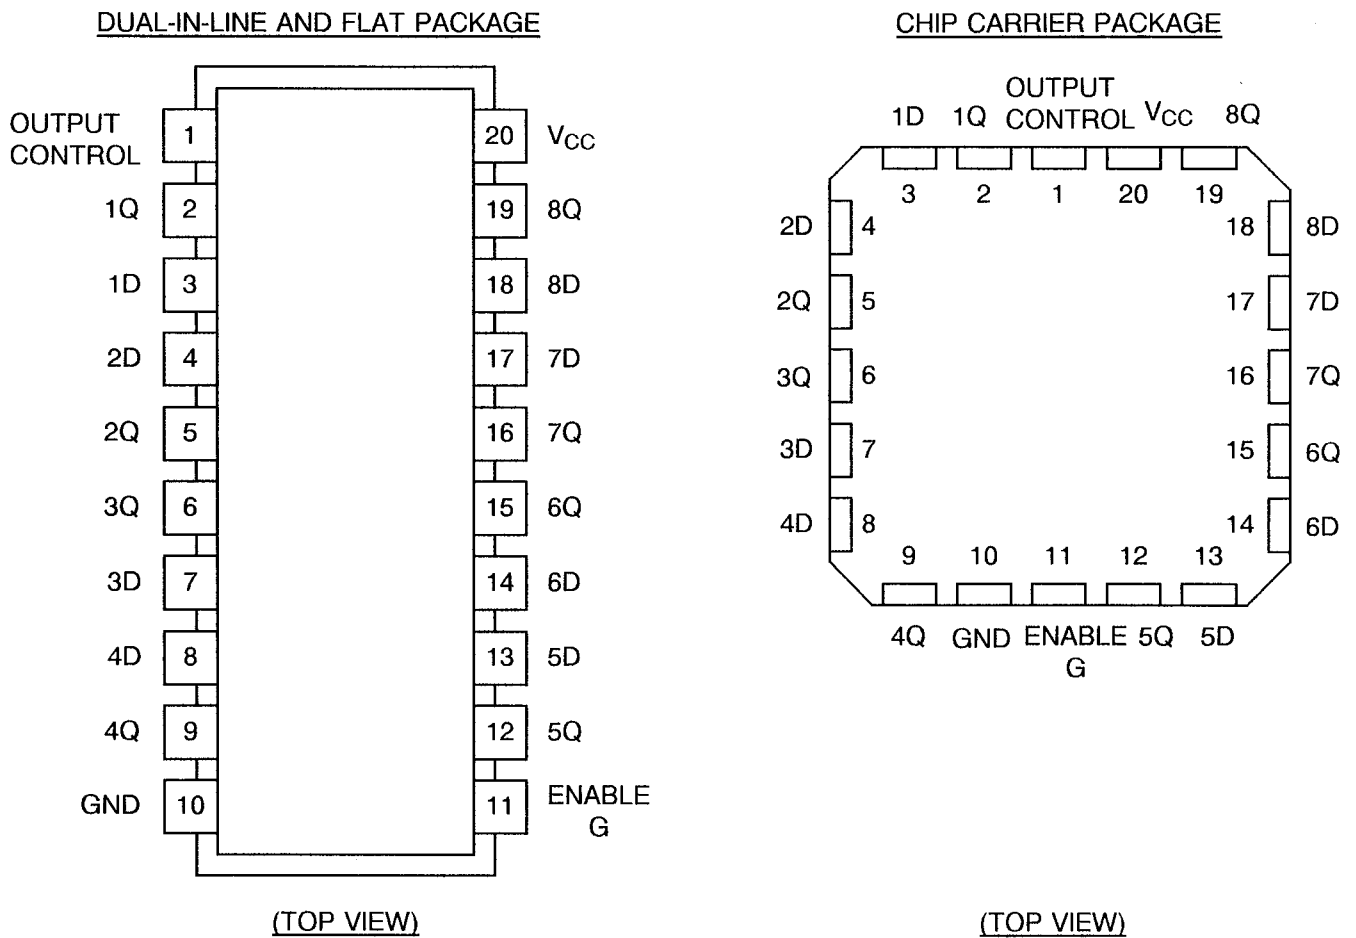 DUAL-IN-LINE AND FLAT PACKAGE
OUTPUT
CONTROL 1 20 VCC
1Q 2 19 8Q
1D 3 18 8D
2D 4 17 7D
2Q 5 16 7Q
3Q 6 15 6Q
3D 7 14 6D
4D 8 13 5D
4Q 9 12 5Q
GND 10 11 ENABLE
G
(TOP VIEW)
CHIP CARRIER PACKAGE
OUTPUT
1D 1Q CONTROL VCC 8Q
3 2 1 20 19
2D 4 18 8D
2Q 5 17 7D
3Q 6 16 7Q
3D 7 15 6Q
4D 8 14 6D
9 10 11 12 13
4Q GND ENABLE 5Q 5D
G
(TOP VIEW)